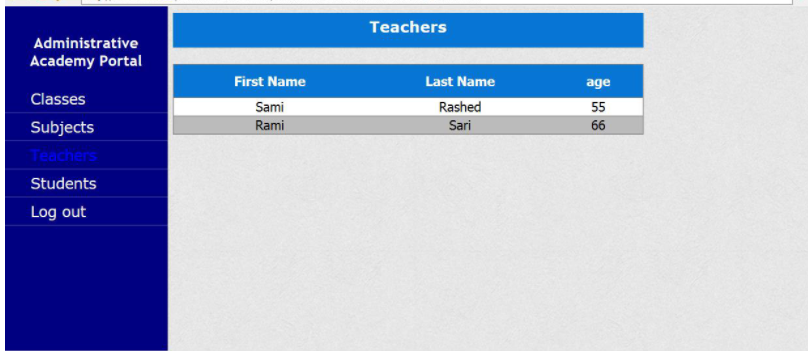 Administrative
Academy Portal
Classes
Subjects
Teachers
Students
Log out
Teachers
First Name Last Name age
Sami Rashed 55
Rami Sari 66